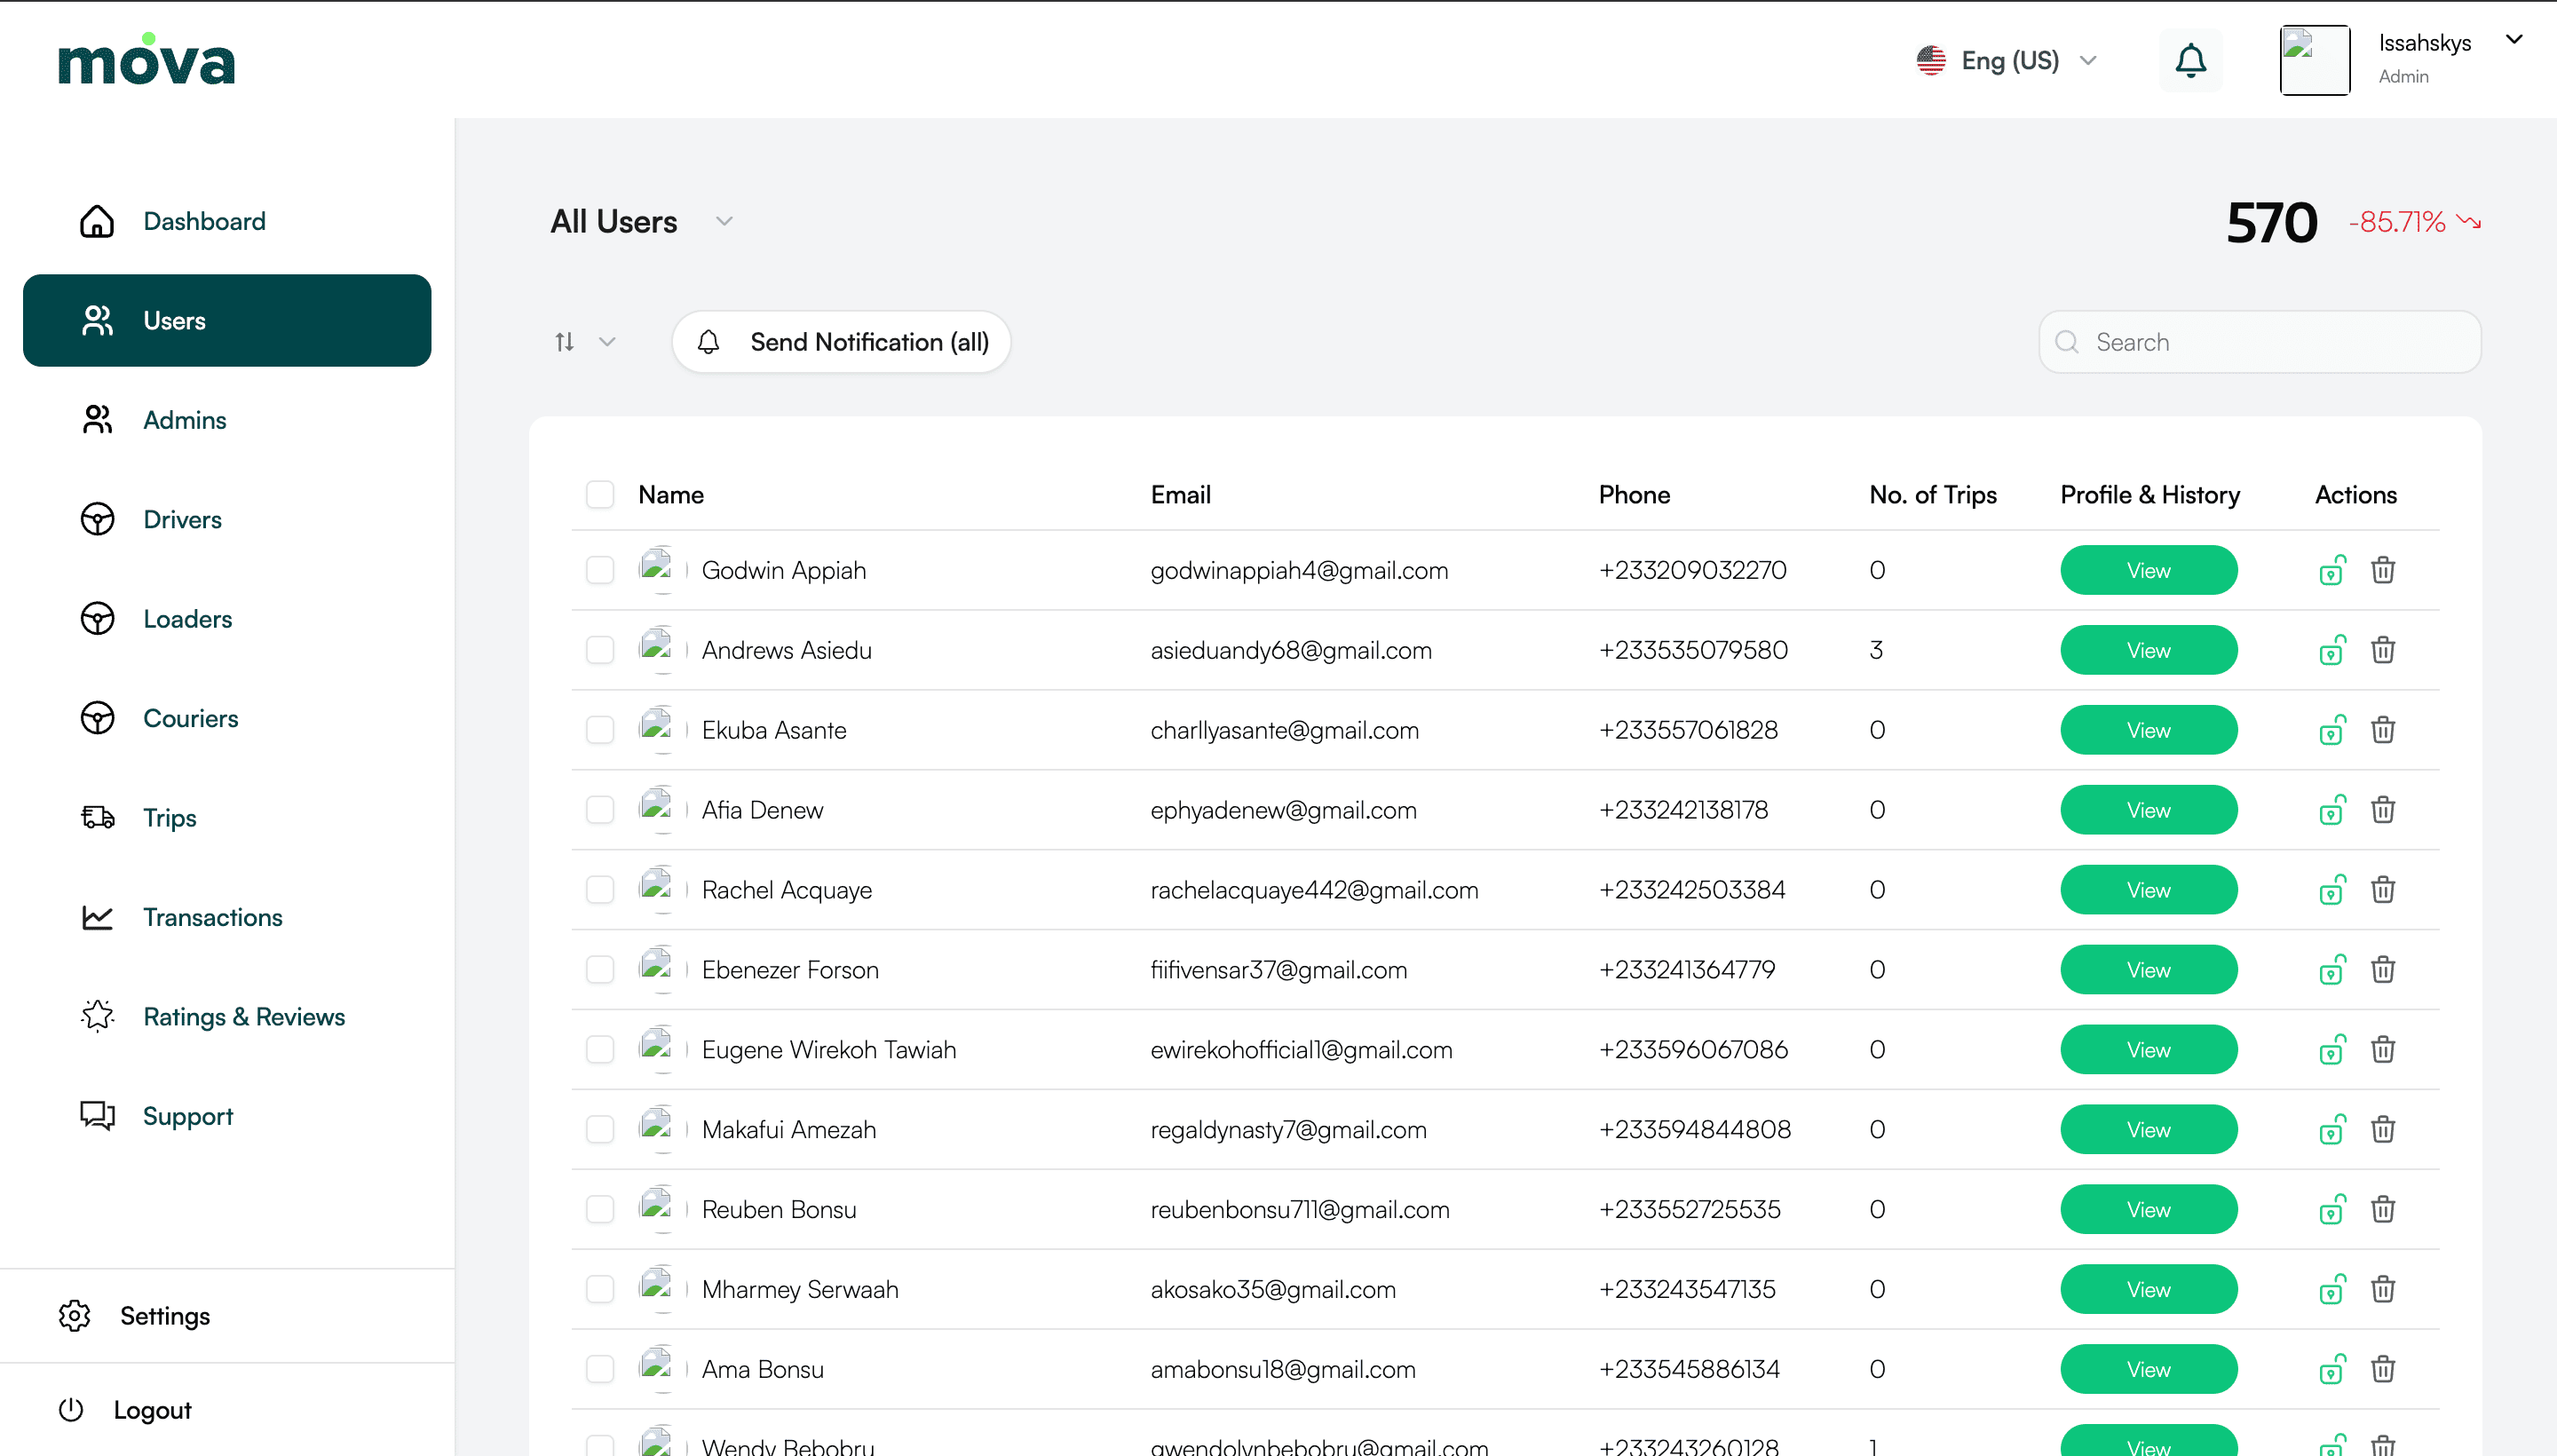 mova
Eng (US)
Issahskys
Admin
Dashboard
Users
Admins
Drivers
Loaders
Couriers
Trips
Transactions
Ratings & Reviews
Support
Settings
Logout
All Users
570 -85.71%
Send Notification (all)
Search
Name Email Phone No. of Trips Profile & History Actions
Godwin Appiah godwinappiah4@gmail.com +233209032270 0 View
Andrews Asiedu asieduandy68@gmail.com +233535079580 3 View
Ekuba Asante charllyasante@gmail.com +233557061828 0 View
Afia Denew ephyadenew@gmail.com +233242138178 0 View
Rachel Acquaye rachelacquaye442@gmail.com +233242503384 0 View
Ebenezer Forson fiifivensar37@gmail.com +233241364779 0 View
Eugene Wirekoh Tawiah ewirekohofficial1@gmail.com +233596067086 0 View
Makafui Amezah regaldynasty7@gmail.com +233594844808 0 View
Reuben Bonsu reubenbonsu711@gmail.com +233552725535 0 View
Mharmey Serwaah akosako35@gmail.com +233243547135 0 View
Ama Bonsu amabonsu18@gmail.com +233545886134 0 View
Wendy Bebobru gwendolynbebobru@gmail.com +233243260128 1 View